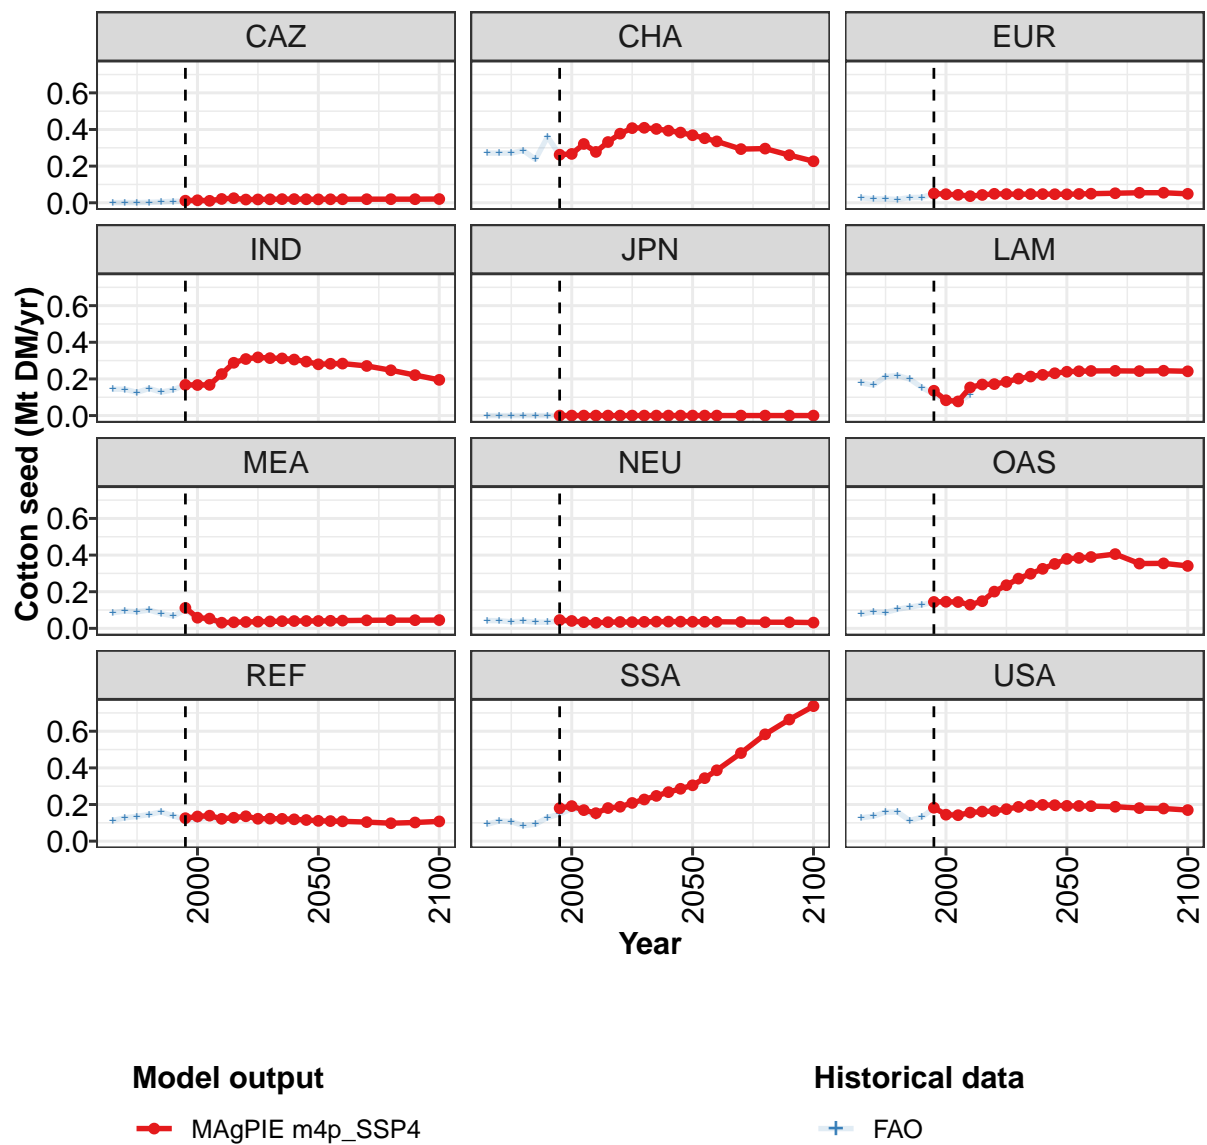 CAZ CHA EUR
0.6
0.4
0.2
0.0
IND JPN LAM
0.6
0.4
0.2
0.0
MEA NEU OAS
0.6
0.4
0.2
0.0
REF SSA USA
0.6
0.4
0.2
0.0
Cotton seed (Mt DM/yr)
2000 2050 2100 2000 2050 2100 2000 2050 2100
Year
Model output Historical data
MAgPIE m4p_SSP4 FAO